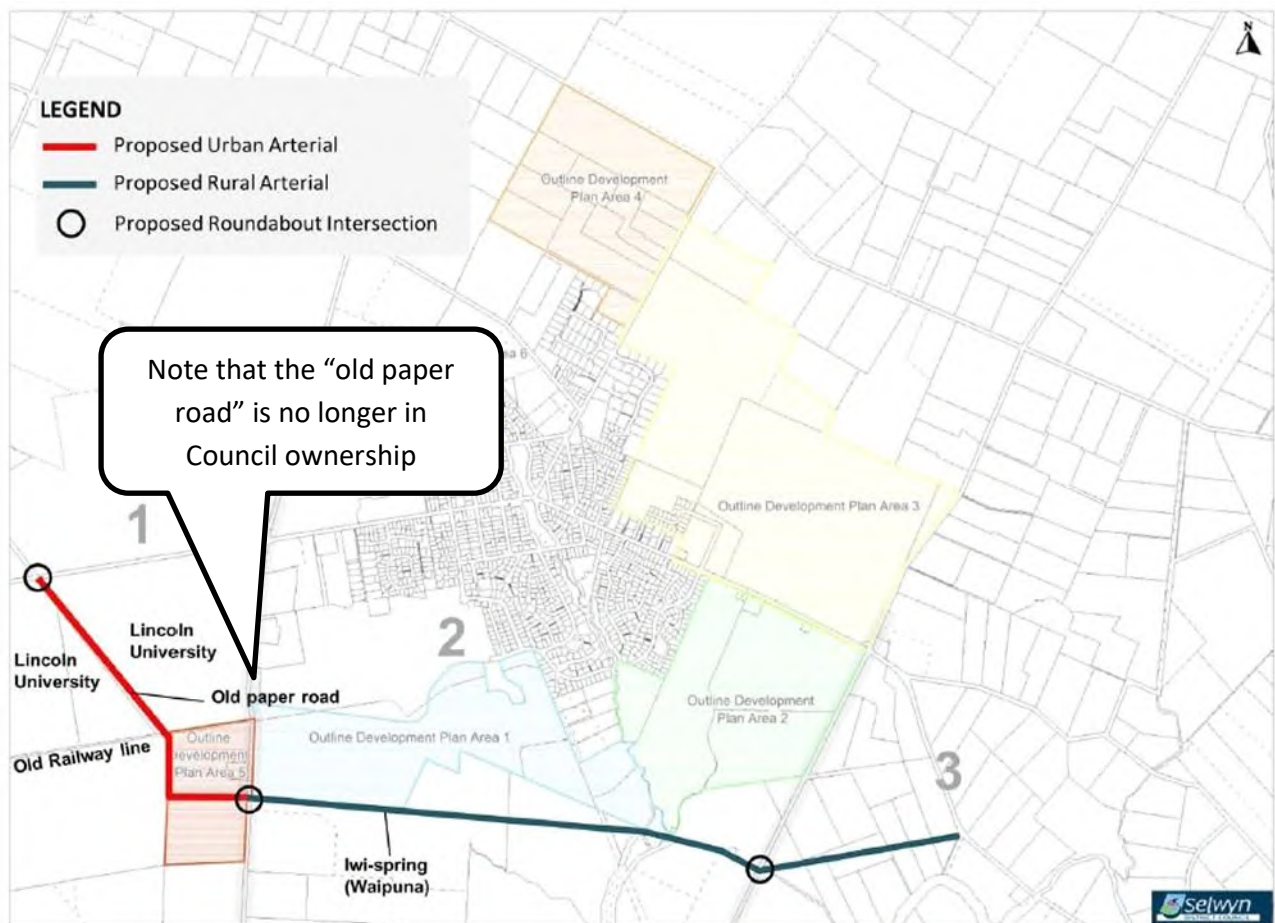 N
LEGEND
Proposed Urban Arterial
Proposed Rural Arterial
Proposed Roundabout Intersection
Outline Development
Plan Area 4
Note that the “old paper
road” is no longer in
Council ownership
6
1
Outline Development Plan Area 3
Lincoln
University
2
Lincoln
University
Old paper road
Outline Development
Plan Area 2
Old Railway line
Outline
Development
Plan Area 5
Outline Development Plan Area 1
3
Iwi-spring
(Waipuna)
Selwyn
DISTRICT COUNCIL